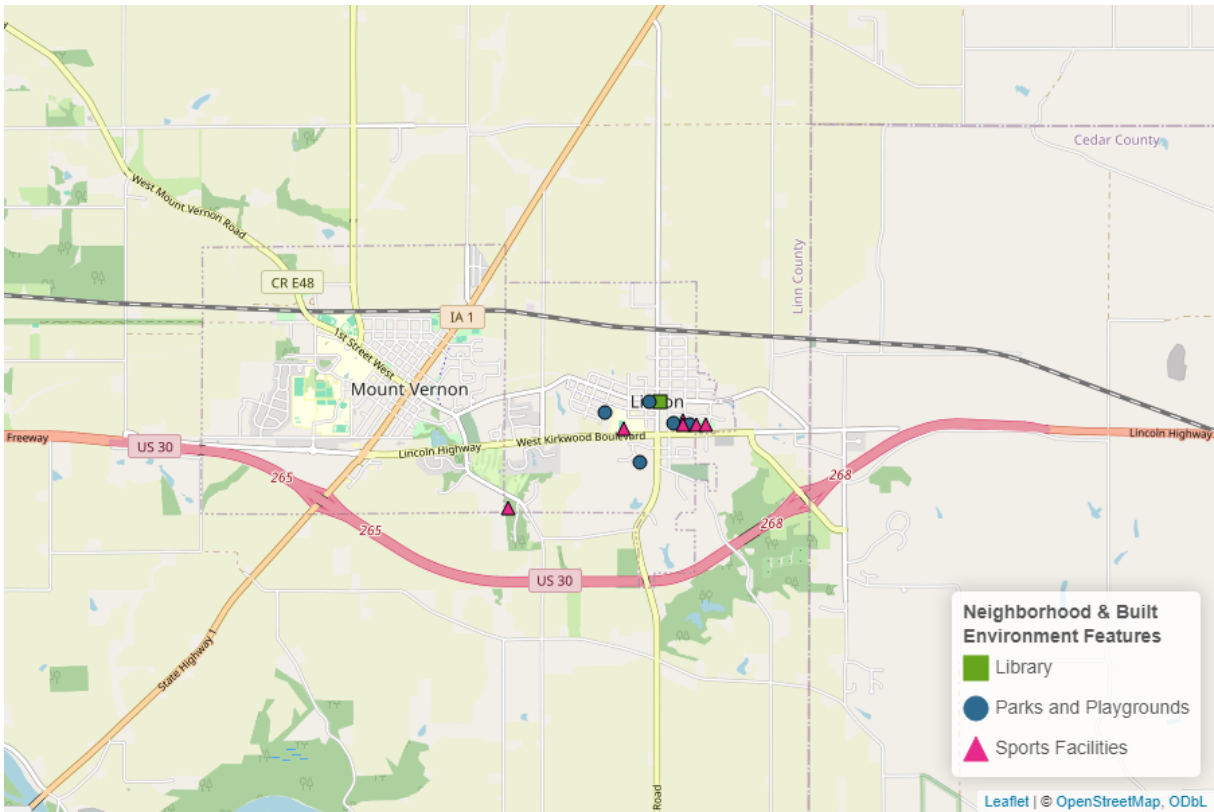 Cedar County
West Mount Vernon Road
Linn County
CR E48
IA 1
1st Street West
Mount Vernon
Freeway
US 30
Lincoln Highway
West Kirkwood Boulevard
Lincoln Highway
265
268
265
268
US 30
State Highway 1
Road
Neighborhood & Built
Environment Features
Library
Parks and Playgrounds
Sports Facilities
Leaflet | © OpenStreetMap, ODbL